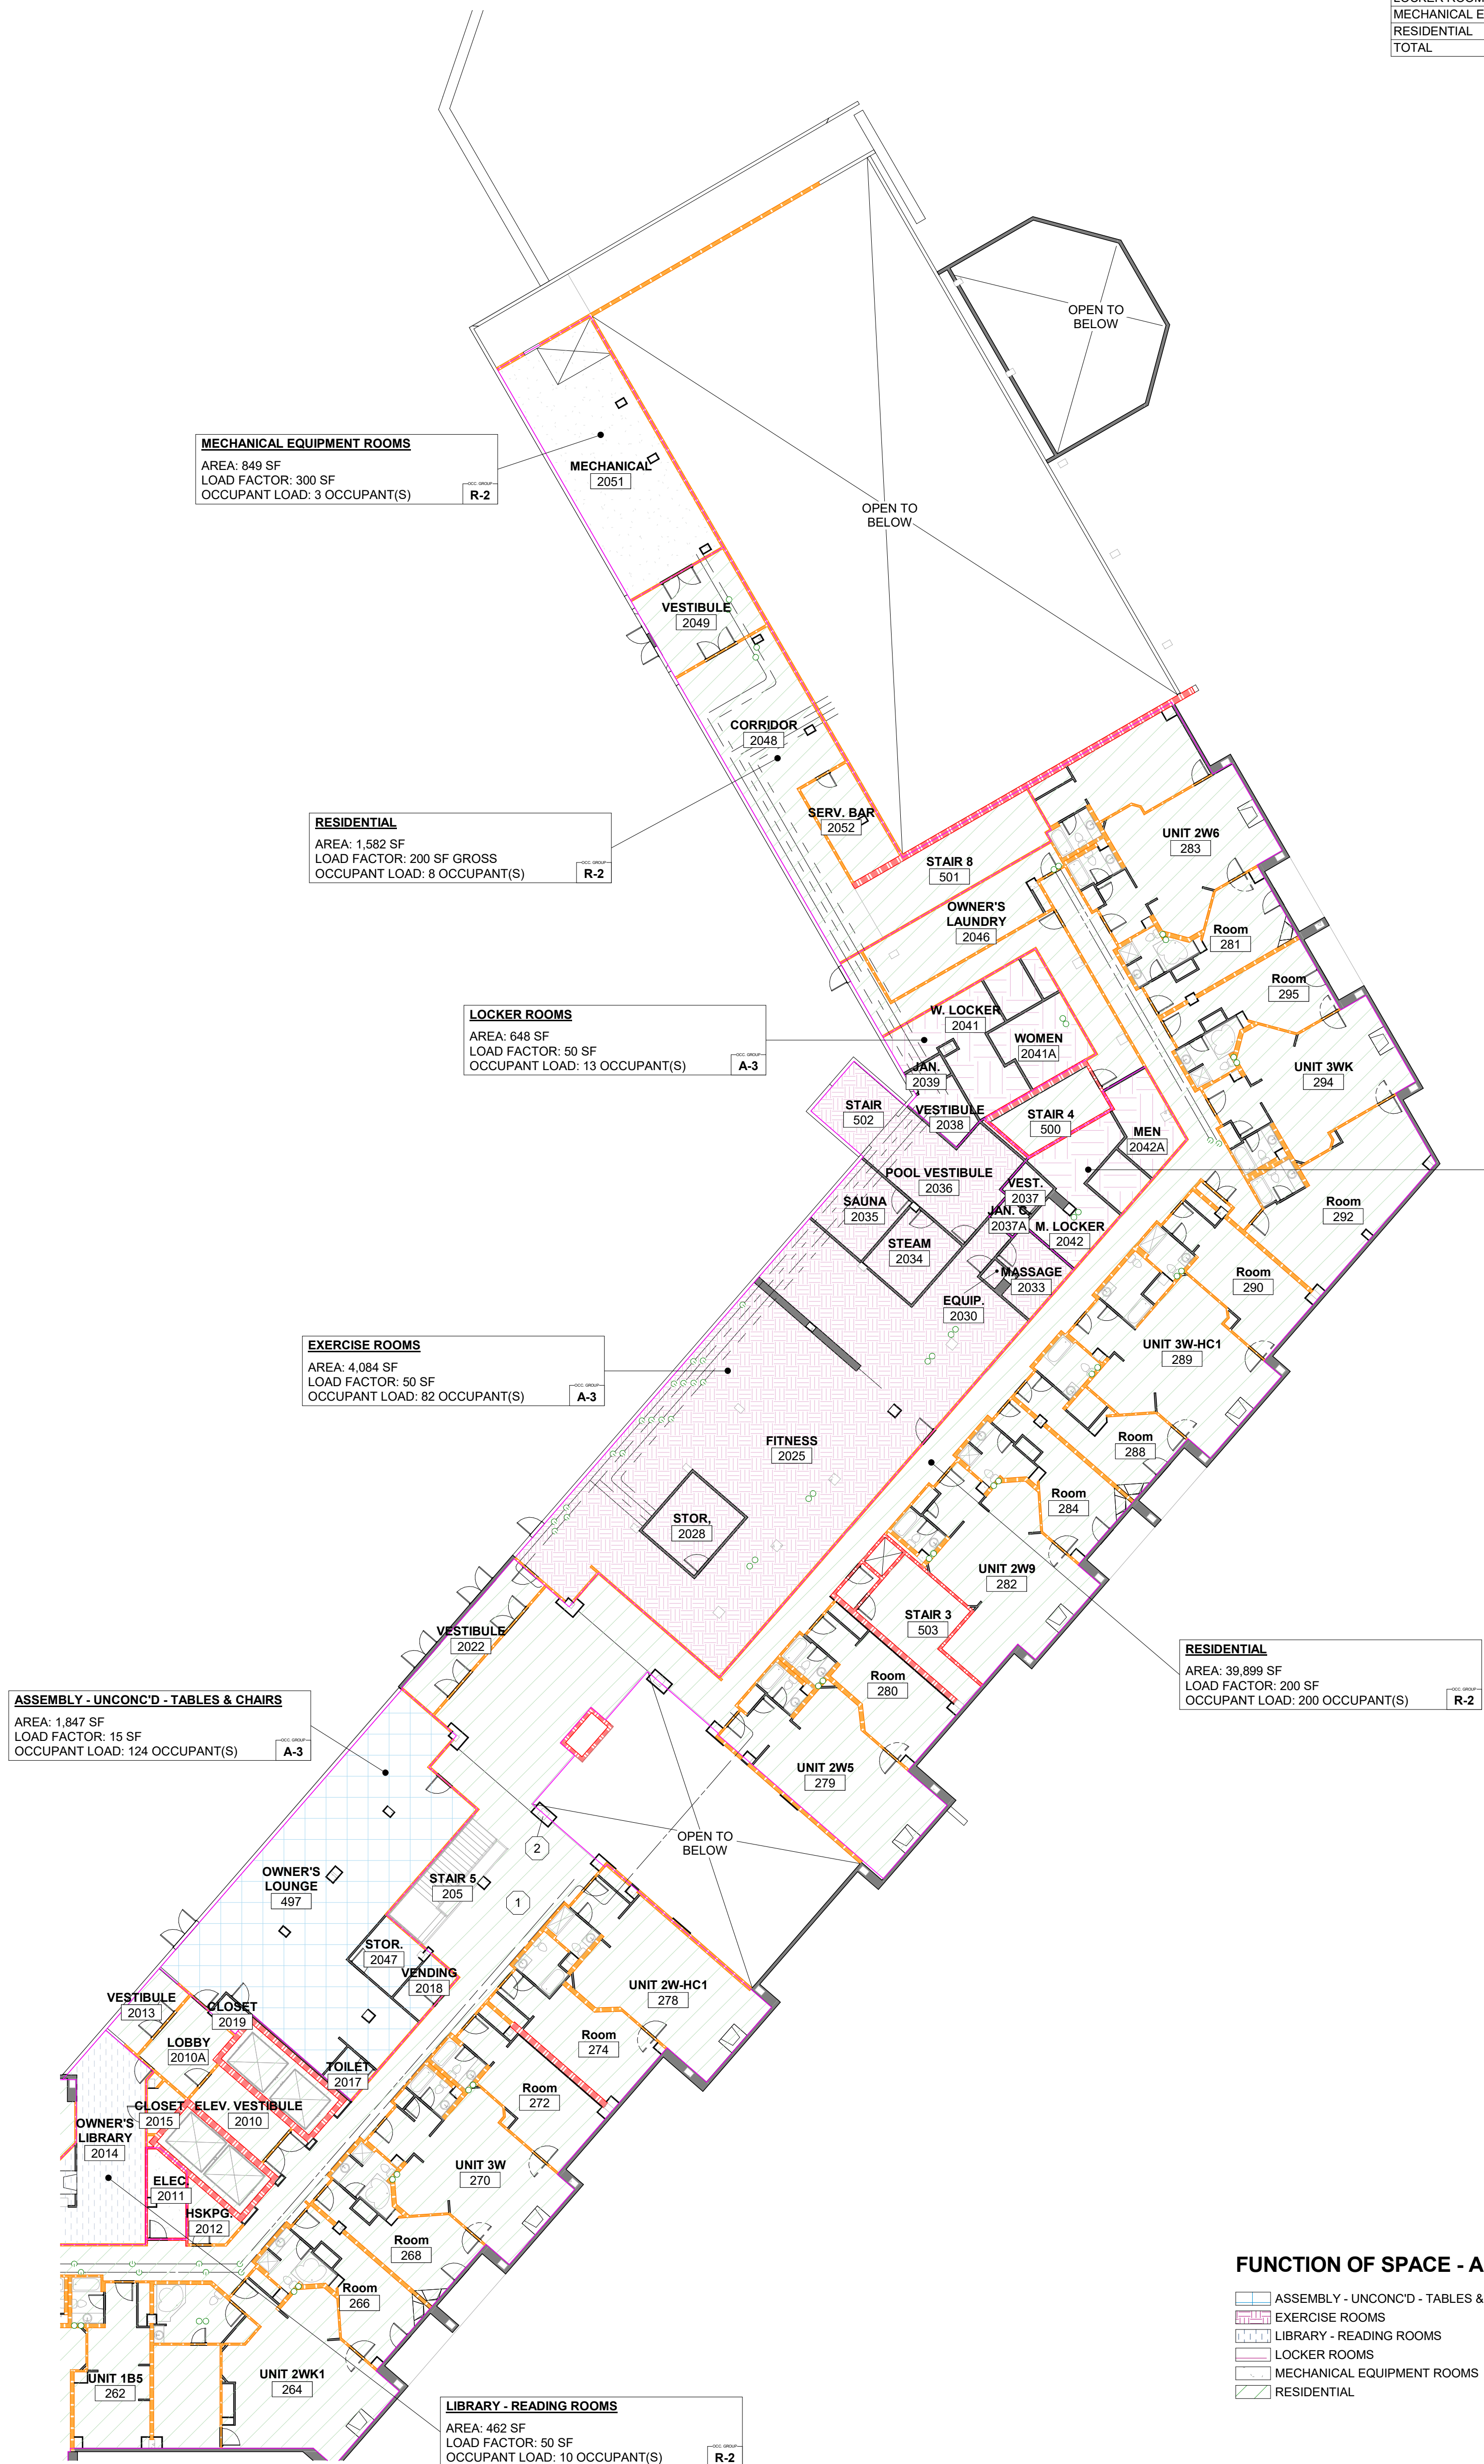 MECHANICAL E
RESIDENTIAL
TOTAL
OPEN TO
BELOW
MECHANICAL EQUIPMENT ROOMS
AREA: 849 SF
LOAD FACTOR: 300 SF
OCCUPANT LOAD: 3 OCCUPANT(S)
OCC. GROUP
R-2
MECHANICAL
2051
OPEN TO
BELOW
VESTIBULE
2049
CORRIDOR
2048
RESIDENTIAL
AREA: 1,582 SF
LOAD FACTOR: 200 SF GROSS
OCCUPANT LOAD: 8 OCCUPANT(S)
OCC. GROUP
R-2
SERV. BAR
2052
UNIT 2W6
283
STAIR 8
501
OWNER'S
LAUNDRY
2046
Room
281
Room
295
LOCKER ROOMS
AREA: 648 SF
LOAD FACTOR: 50 SF
OCCUPANT LOAD: 13 OCCUPANT(S)
OCC. GROUP
A-3
W. LOCKER
2041
WOMEN
2041A
JAN.
2039
UNIT 3WK
294
STAIR
502
VESTIBULE
2038
STAIR 4
500
MEN
2042A
POOL VESTIBULE
2036
VEST.
2037
SAUNA
2035
JAN. C.
2037A
M. LOCKER
2042
Room
292
STEAM
2034
MASSAGE
2033
Room
290
EQUIP.
2030
EXERCISE ROOMS
AREA: 4,084 SF
LOAD FACTOR: 50 SF
OCCUPANT LOAD: 82 OCCUPANT(S)
OCC. GROUP
A-3
UNIT 3W-HC1
289
FITNESS
2025
Room
288
Room
284
STOR,
2028
UNIT 2W9
282
STAIR 3
503
VESTIBULE
2022
RESIDENTIAL
AREA: 39,899 SF
LOAD FACTOR: 200 SF
OCCUPANT LOAD: 200 OCCUPANT(S)
OCC. GROUP
R-2
Room
280
ASSEMBLY - UNCONC'D - TABLES & CHAIRS
AREA: 1,847 SF
LOAD FACTOR: 15 SF
OCCUPANT LOAD: 124 OCCUPANT(S)
OCC. GROUP
A-3
UNIT 2W5
279
OPEN TO
BELOW
2
OWNER'S
LOUNGE
497
STAIR 5
205
1
STOR.
2047
VENDING
2018
UNIT 2W-HC1
278
VESTIBULE
2013
CLOSET
2019
LOBBY
2010A
Room
274
TOILET
2017
Room
272
CLOSET
2015
ELEV. VESTIBULE
2010
OWNER'S
LIBRARY
2014
UNIT 3W
270
ELEC.
2011
HSKPG.
2012
Room
268
Room
266
UNIT 1B5
262
UNIT 2WK1
264
LIBRARY - READING ROOMS
AREA: 462 SF
LOAD FACTOR: 50 SF
OCCUPANT LOAD: 10 OCCUPANT(S)
OCC. GROUP
R-2
FUNCTION OF SPACE - A
ASSEMBLY - UNCONC'D - TABLES &
EXERCISE ROOMS
LIBRARY - READING ROOMS
LOCKER ROOMS
MECHANICAL EQUIPMENT ROOMS
RESIDENTIAL